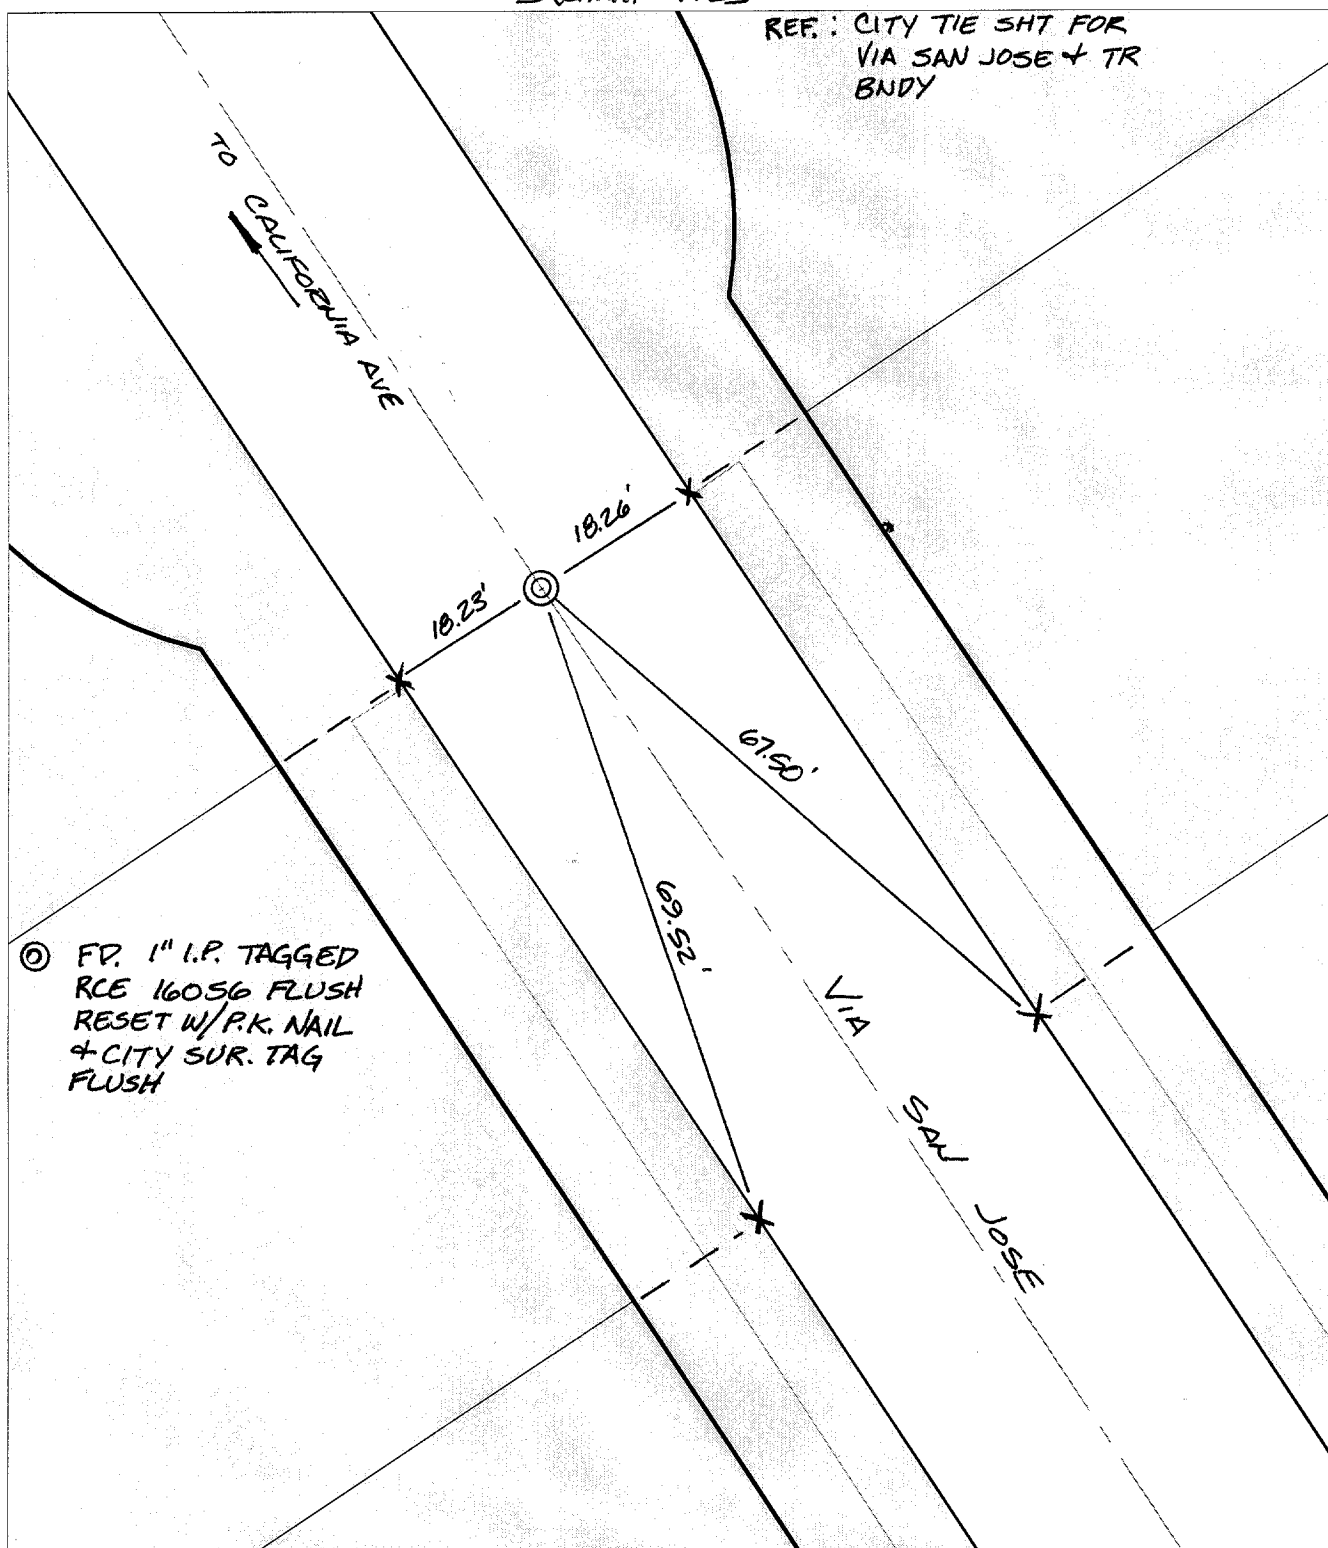 REF.: CITY TIE SHT FOR
VIA SAN JOSE & TR
BNDY
TO CALIFORNIA AVE
18.26'
18.23'
67.50'
69.52'
VIA SAN JOSE
FD. 1" I.P. TAGGED
RCE 16056 FLUSH
RESET W/ P.K. NAIL
& CITY SUR. TAG
FLUSH